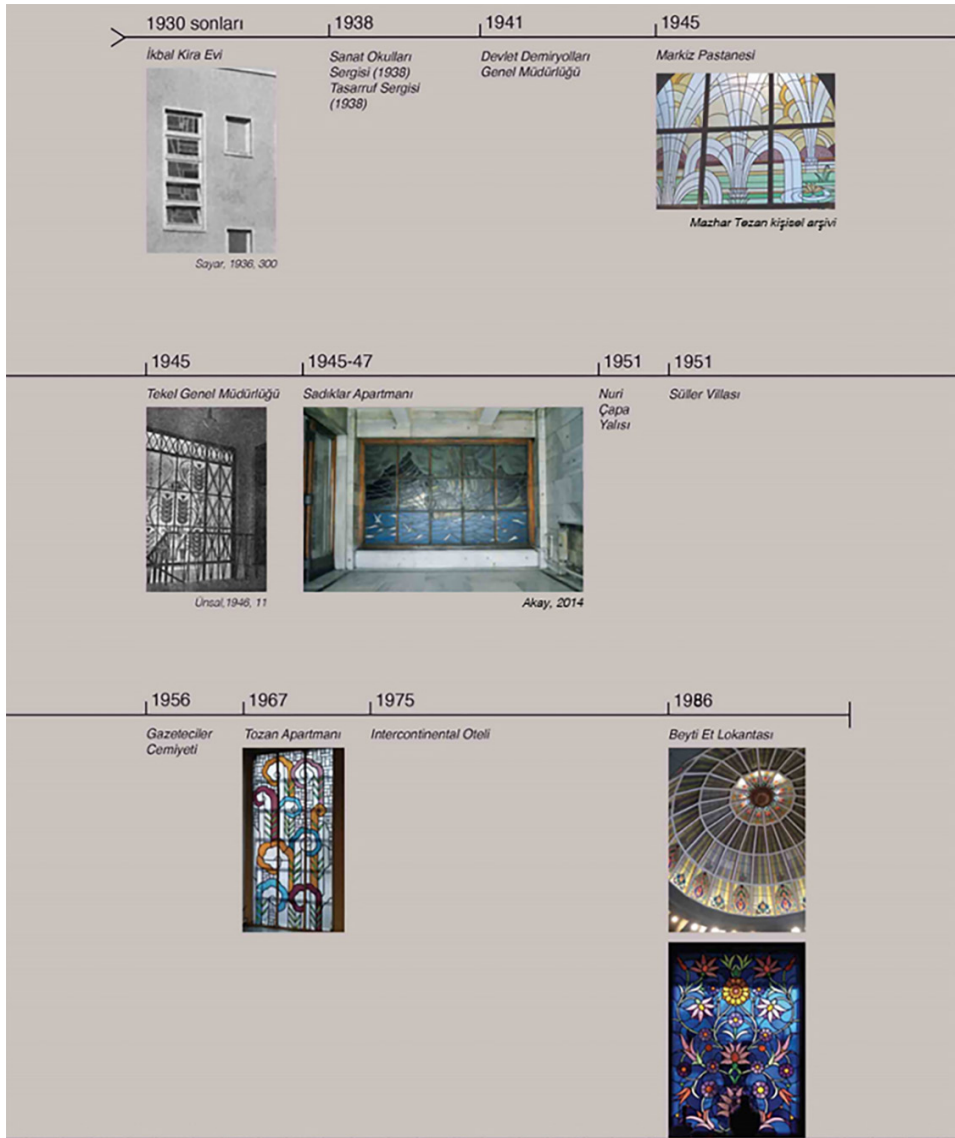 1930 sonları
1938
1941
1945
İkbal Kira Evi
Sanat Okulları
Sergisi (1938)
Tasarruf Sergisi
(1938)
Devlet Demiryolları
Genel Müdürlüğü
Markiz Pastanesi
Sayar, 1936, 300
Mazhar Tezan kişisel arşivi
1945
1945-47
1951
1951
Tekel Genel Müdürlüğü
Sadıklar Apartmanı
Nuri
Çapa
Yalısı
Süller Villası
Ünsal,1946, 11
Akay, 2014
1956
1967
1975
1986
Gazeteciler
Cemiyeti
Tozan Apartmanı
Intercontinental Oteli
Beyti Et Lokantası